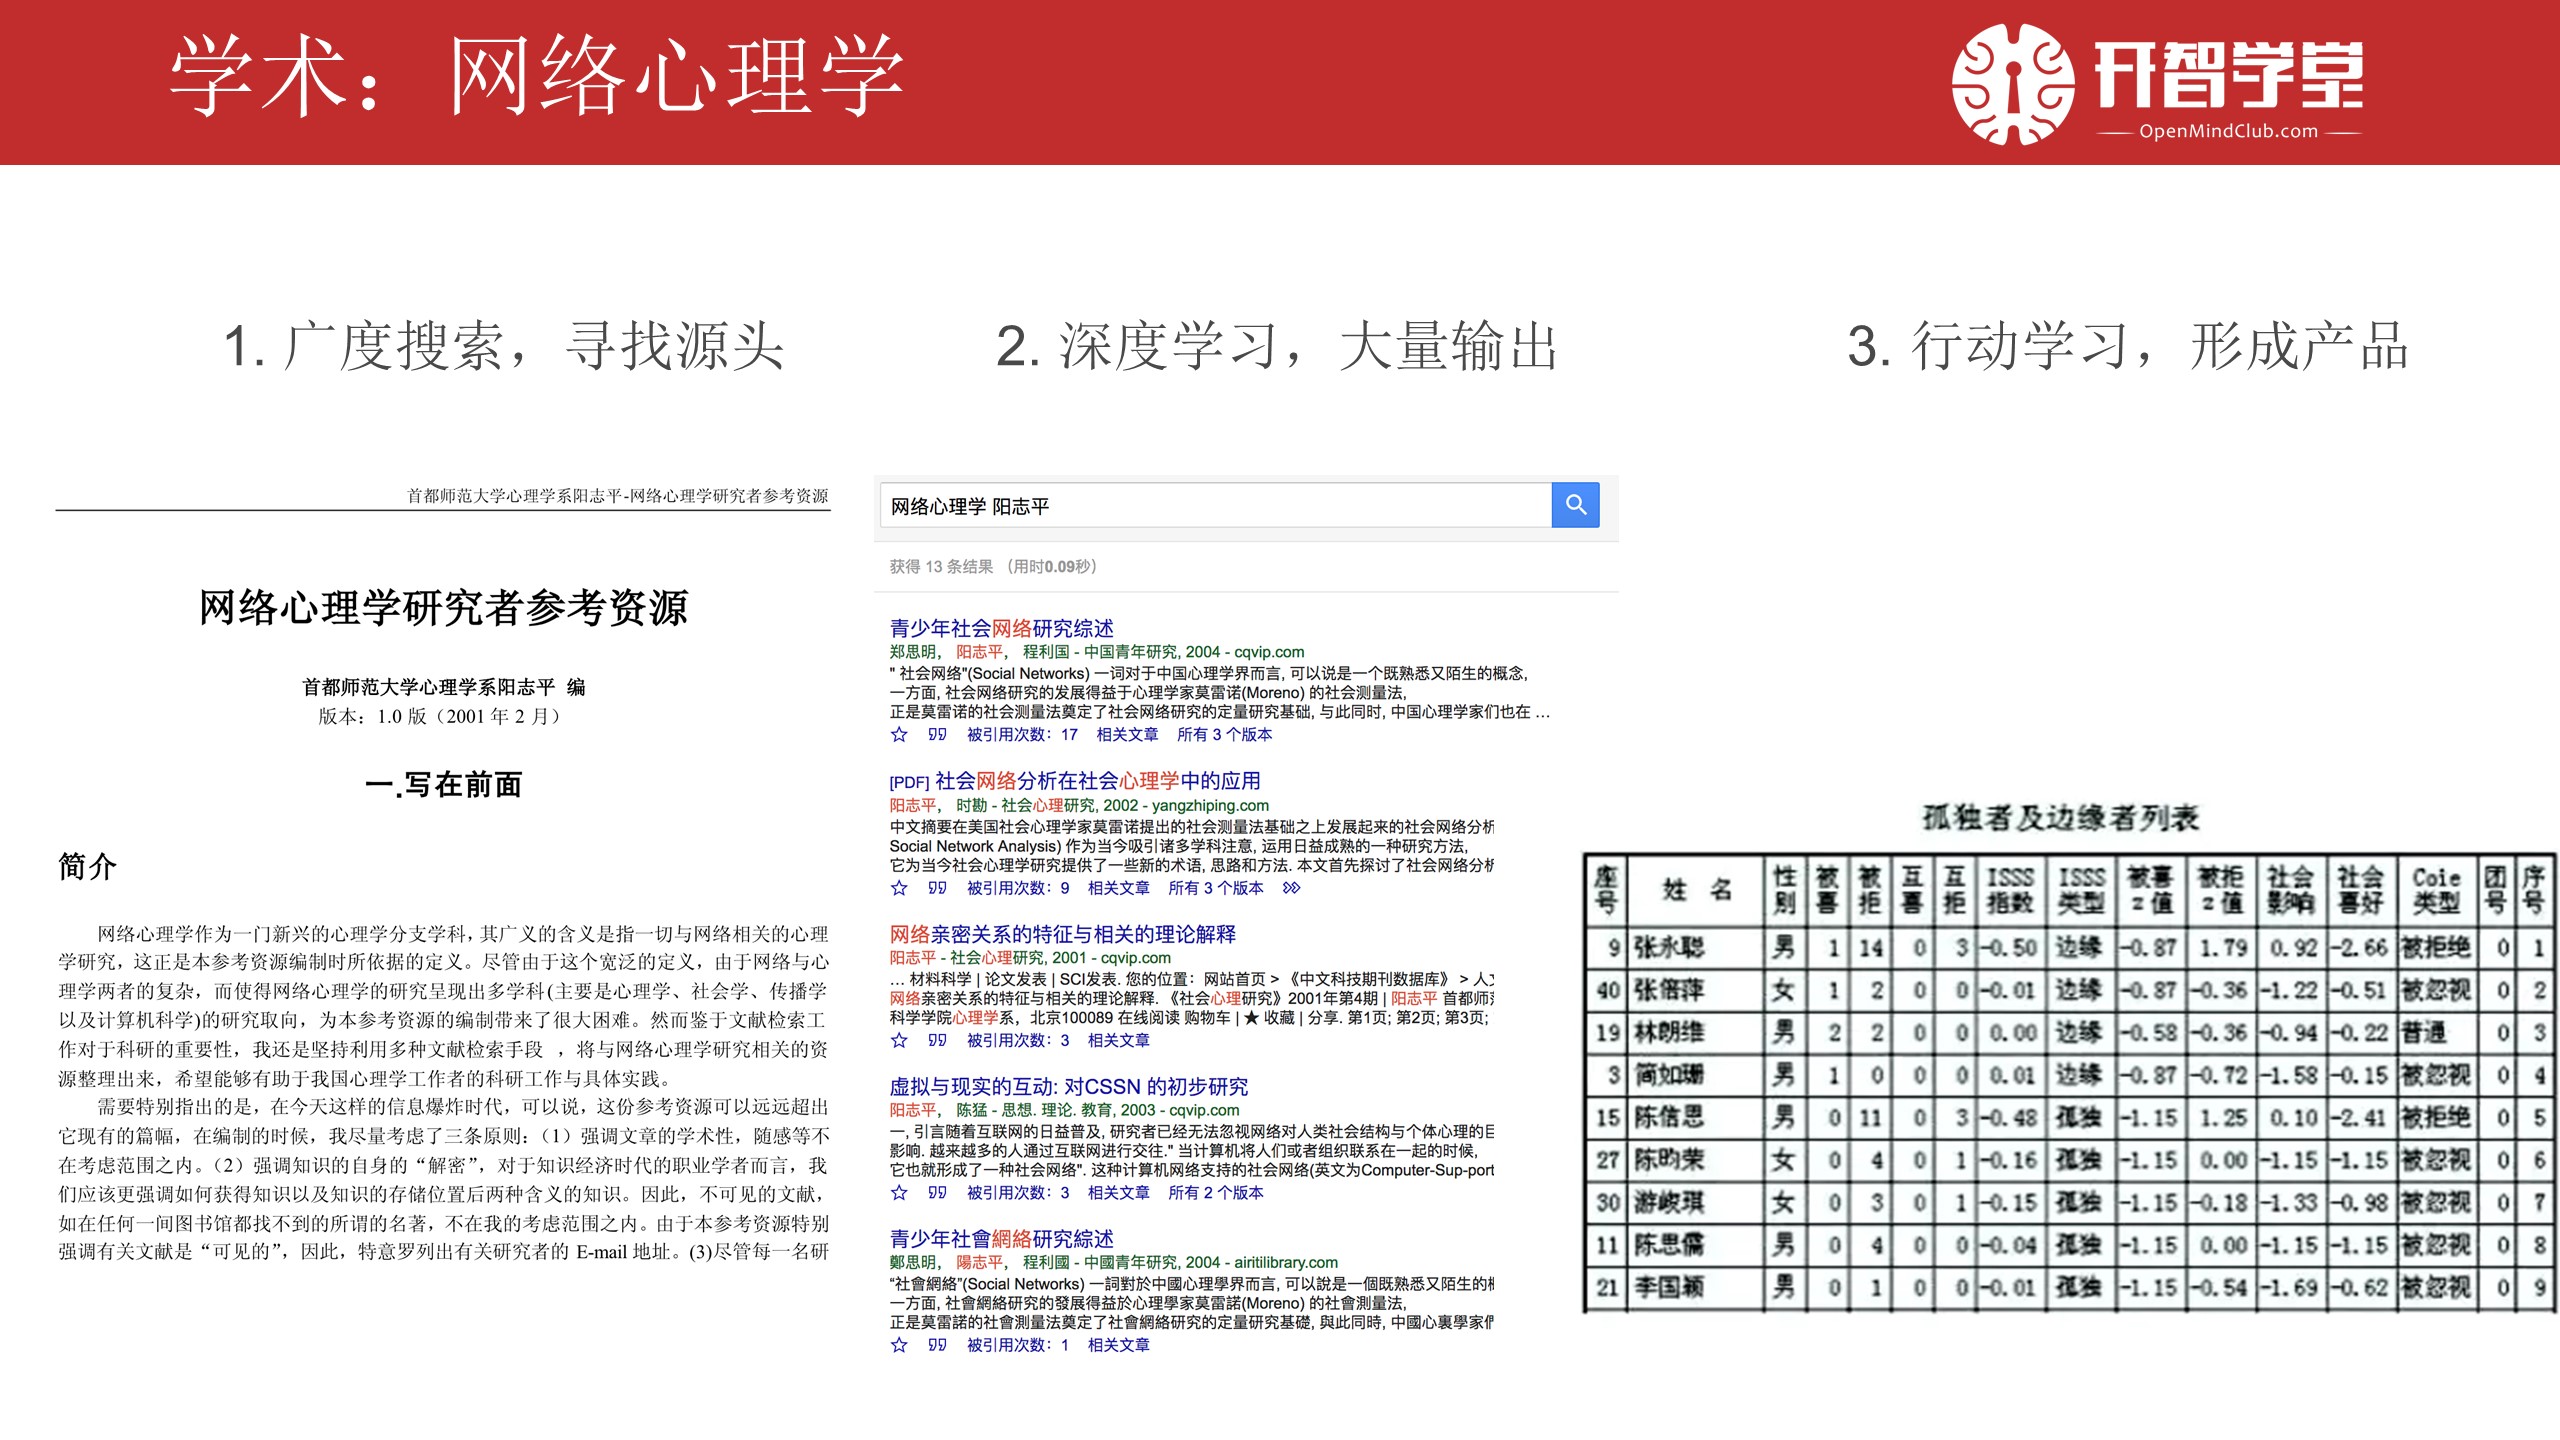 学术：网络心理学
开智学堂
OpenMindClub.com
1. 广度搜索，寻找源头
2. 深度学习，大量输出
3. 行动学习，形成产品
首都师范大学心理学系阳志平-网络心理学研究者参考资源
网络心理学研究者参考资源
首都师范大学心理学系阳志平 编
版本：1.0 版（2001 年 2 月）
一.写在前面
简介
网络心理学作为一门新兴的心理学分支学科，其广义的含义是指一切与网络相关的心理
学研究，这正是本参考资源编制时所依据的定义。尽管由于这个宽泛的定义，由于网络与心
理学两者的复杂，而使得网络心理学的研究呈现出多学科(主要是心理学、社会学、传播学
以及计算机科学)的研究取向，为本参考资源的编制带来了很大困难。然而鉴于文献检索工
作对于科研的重要性，我还是坚持利用多种文献检索手段 ，将与网络心理学研究相关的资
源整理出来，希望能够有助于我国心理学工作者的科研工作与具体实践。
需要特别指出的是，在今天这样的信息爆炸时代，可以说，这份参考资源可以远远超出
它现有的篇幅，在编制的时候，我尽量考虑了三条原则：（1）强调文章的学术性，随感等不
在考虑范围之内。（2）强调知识的自身的“解密”，对于知识经济时代的职业学者而言，我
们应该更强调如何获得知识以及知识的存储位置后两种含义的知识。因此，不可见的文献，
如在任何一间图书馆都找不到的所谓的名著，不在我的考虑范围之内。由于本参考资源特别
强调有关文献是“可见的”，因此，特意罗列出有关研究者的 E-mail 地址。(3)尽管每一名研
网络心理学 阳志平
获得 13 条结果 （用时0.09秒）
青少年社会网络研究综述
郑思明， 阳志平， 程利国 - 中国青年研究, 2004 - cqvip.com
" 社会网络"(Social Networks) 一词对于中国心理学界而言, 可以说是一个既熟悉又陌生的概念,
一方面, 社会网络研究的发展得益于心理学家莫雷诺(Moreno) 的社会测量法,
正是莫雷诺的社会测量法奠定了社会网络研究的定量研究基础, 与此同时, 中国心理学家们也在 …
被引用次数：17 相关文章 所有 3 个版本
[PDF] 社会网络分析在社会心理学中的应用
阳志平， 时勘 - 社会心理研究, 2002 - yangzhiping.com
中文摘要在美国社会心理学家莫雷诺提出的社会测量法基础之上发展起来的社会网络分析
Social Network Analysis) 作为当今吸引诸多学科注意, 运用日益成熟的一种研究方法,
它为当今社会心理学研究提供了一些新的术语, 思路和方法. 本文首先探讨了社会网络分析
被引用次数：9 相关文章 所有 3 个版本
网络亲密关系的特征与相关的理论解释
阳志平 - 社会心理研究, 2001 - cqvip.com
… 材料科学 | 论文发表 | SCI发表. 您的位置：网站首页 > 《中文科技期刊数据库》 > 人文
网络亲密关系的特征与相关的理论解释. 《社会心理研究》2001年第4期 | 阳志平 首都师范
科学学院心理学系，北京100089 在线阅读 购物车 | ★ 收藏 | 分享. 第1页; 第2页; 第3页;
被引用次数：3 相关文章
虚拟与现实的互动: 对CSSN 的初步研究
阳志平， 陈猛 - 思想. 理论. 教育, 2003 - cqvip.com
一, 引言随着互联网的日益普及, 研究者已经无法忽视网络对人类社会结构与个体心理的巨
影响. 越来越多的人通过互联网进行交往." 当计算机将人们或者组织联系在一起的时候,
它也就形成了一种社会网络". 这种计算机网络支持的社会网络(英文为Computer-Sup-port
被引用次数：3 相关文章 所有 2 个版本
青少年社會網絡研究綜述
鄭思明， 陽志平， 程利國 - 中國青年研究, 2004 - airitilibrary.com
"社會網絡"(Social Networks) 一詞對於中國心理學界而言, 可以說是一個既熟悉又陌生的概
一方面, 社會網絡研究的發展得益於心理學家莫雷諾(Moreno) 的社會測量法,
正是莫雷諾的社會測量法奠定了社會網絡研究的定量研究基礎, 與此同時, 中國心裏學家們
被引用次数：1 相关文章
孤独者及边缘者列表
座号 姓 名 性别 被喜 被拒 互喜 互拒 ISSS指数 ISSS类型 被喜z值 被拒z值 社会影响 社会喜好 Coie类型 团号 序号
9 张永聪 男 1 14 0 3 -0.50 边缘 -0.87 1.79 0.92 -2.66 被拒绝 0 1
40 张倍萍 女 1 2 0 0 -0.01 边缘 -0.87 -0.36 -1.22 -0.51 被忽视 0 2
19 林朗维 男 2 2 0 0 0.00 边缘 -0.58 -0.36 -0.94 -0.22 普通 0 3
3 简如珊 男 1 0 0 0 0.01 边缘 -0.87 -0.72 -1.58 -0.15 被忽视 0 4
15 陈信思 男 0 11 0 3 -0.48 孤独 -1.15 1.25 0.10 -2.41 被拒绝 0 5
27 陈昀荣 女 0 4 0 1 -0.16 孤独 -1.15 0.00 -1.15 -1.15 被忽视 0 6
30 游峻琪 女 0 3 0 1 -0.15 孤独 -1.15 -0.18 -1.33 -0.98 被忽视 0 7
11 陈思儒 男 0 4 0 0 -0.04 孤独 -1.15 0.00 -1.15 -1.15 被忽视 0 8
21 李国颖 男 0 1 0 0 -0.01 孤独 -1.15 -0.54 -1.69 -0.62 被忽视 0 9